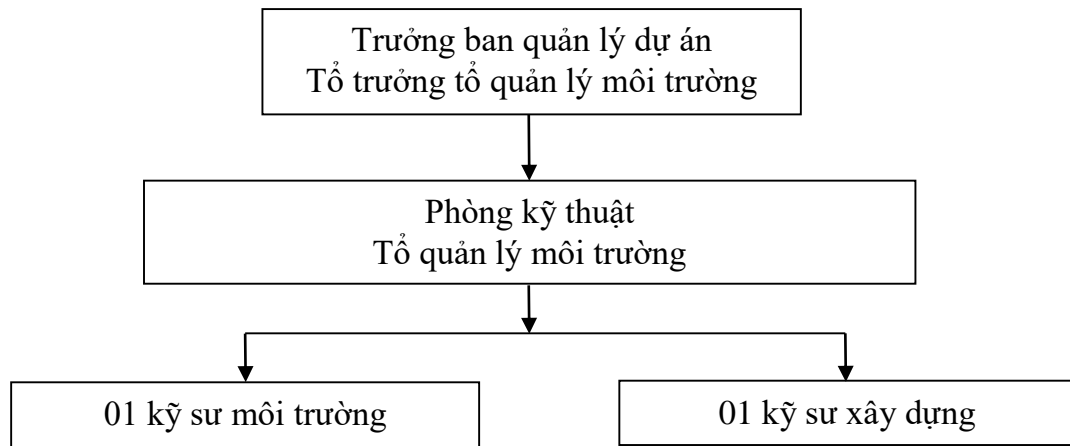 Trưởng ban quản lý dự án
Tổ trưởng tổ quản lý môi trường
Phòng kỹ thuật
Tổ quản lý môi trường
01 kỹ sư môi trường
01 kỹ sư xây dựng